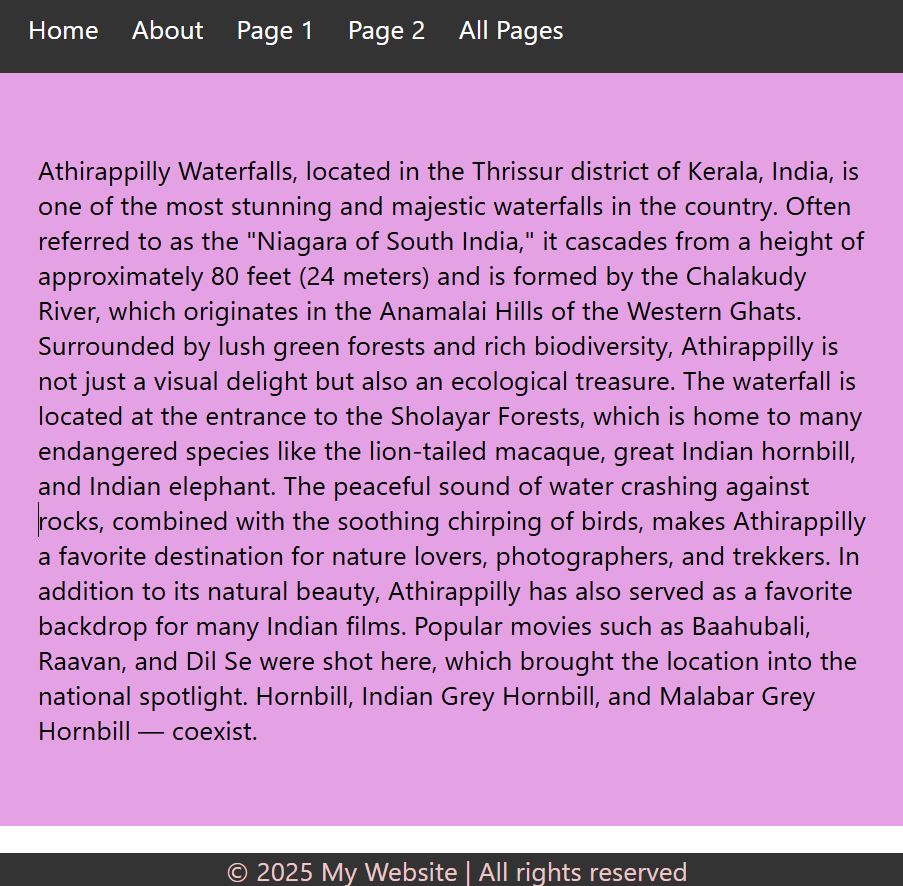 Home About Page 1 Page 2 All Pages
Athirappilly Waterfalls, located in the Thrissur district of Kerala, India, is
one of the most stunning and majestic waterfalls in the country. Often
referred to as the "Niagara of South India," it cascades from a height of
approximately 80 feet (24 meters) and is formed by the Chalakudy
River, which originates in the Anamalai Hills of the Western Ghats.
Surrounded by lush green forests and rich biodiversity, Athirappilly is
not just a visual delight but also an ecological treasure. The waterfall is
located at the entrance to the Sholayar Forests, which is home to many
endangered species like the lion-tailed macaque, great Indian hornbill,
and Indian elephant. The peaceful sound of water crashing against
rocks, combined with the soothing chirping of birds, makes Athirappilly
a favorite destination for nature lovers, photographers, and trekkers. In
addition to its natural beauty, Athirappilly has also served as a favorite
backdrop for many Indian films. Popular movies such as Baahubali,
Raavan, and Dil Se were shot here, which brought the location into the
national spotlight. Hornbill, Indian Grey Hornbill, and Malabar Grey
Hornbill — coexist.
© 2025 My Website | All rights reserved